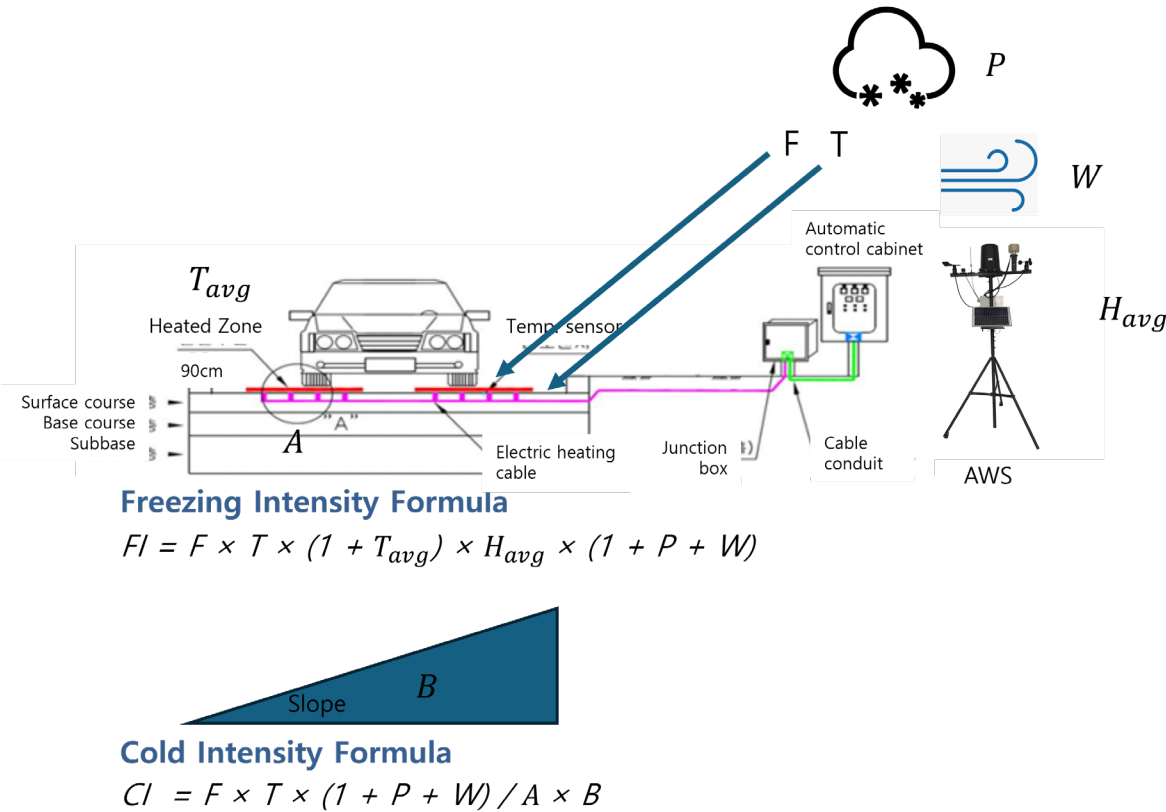 P
F T
W
Automatic
control cabinet
T_avg
Heated Zone
Temp. sensor
H_avg
90cm
Surface course
Base course
Subbase
"A"
A
Electric heating
cable
Junction
box
Cable
conduit
AWS
Freezing Intensity Formula
FI = F × T × (1 + T_avg) × H_avg × (1 + P + W)
B
Slope
Cold Intensity Formula
CI = F × T × (1 + P + W) / A × B